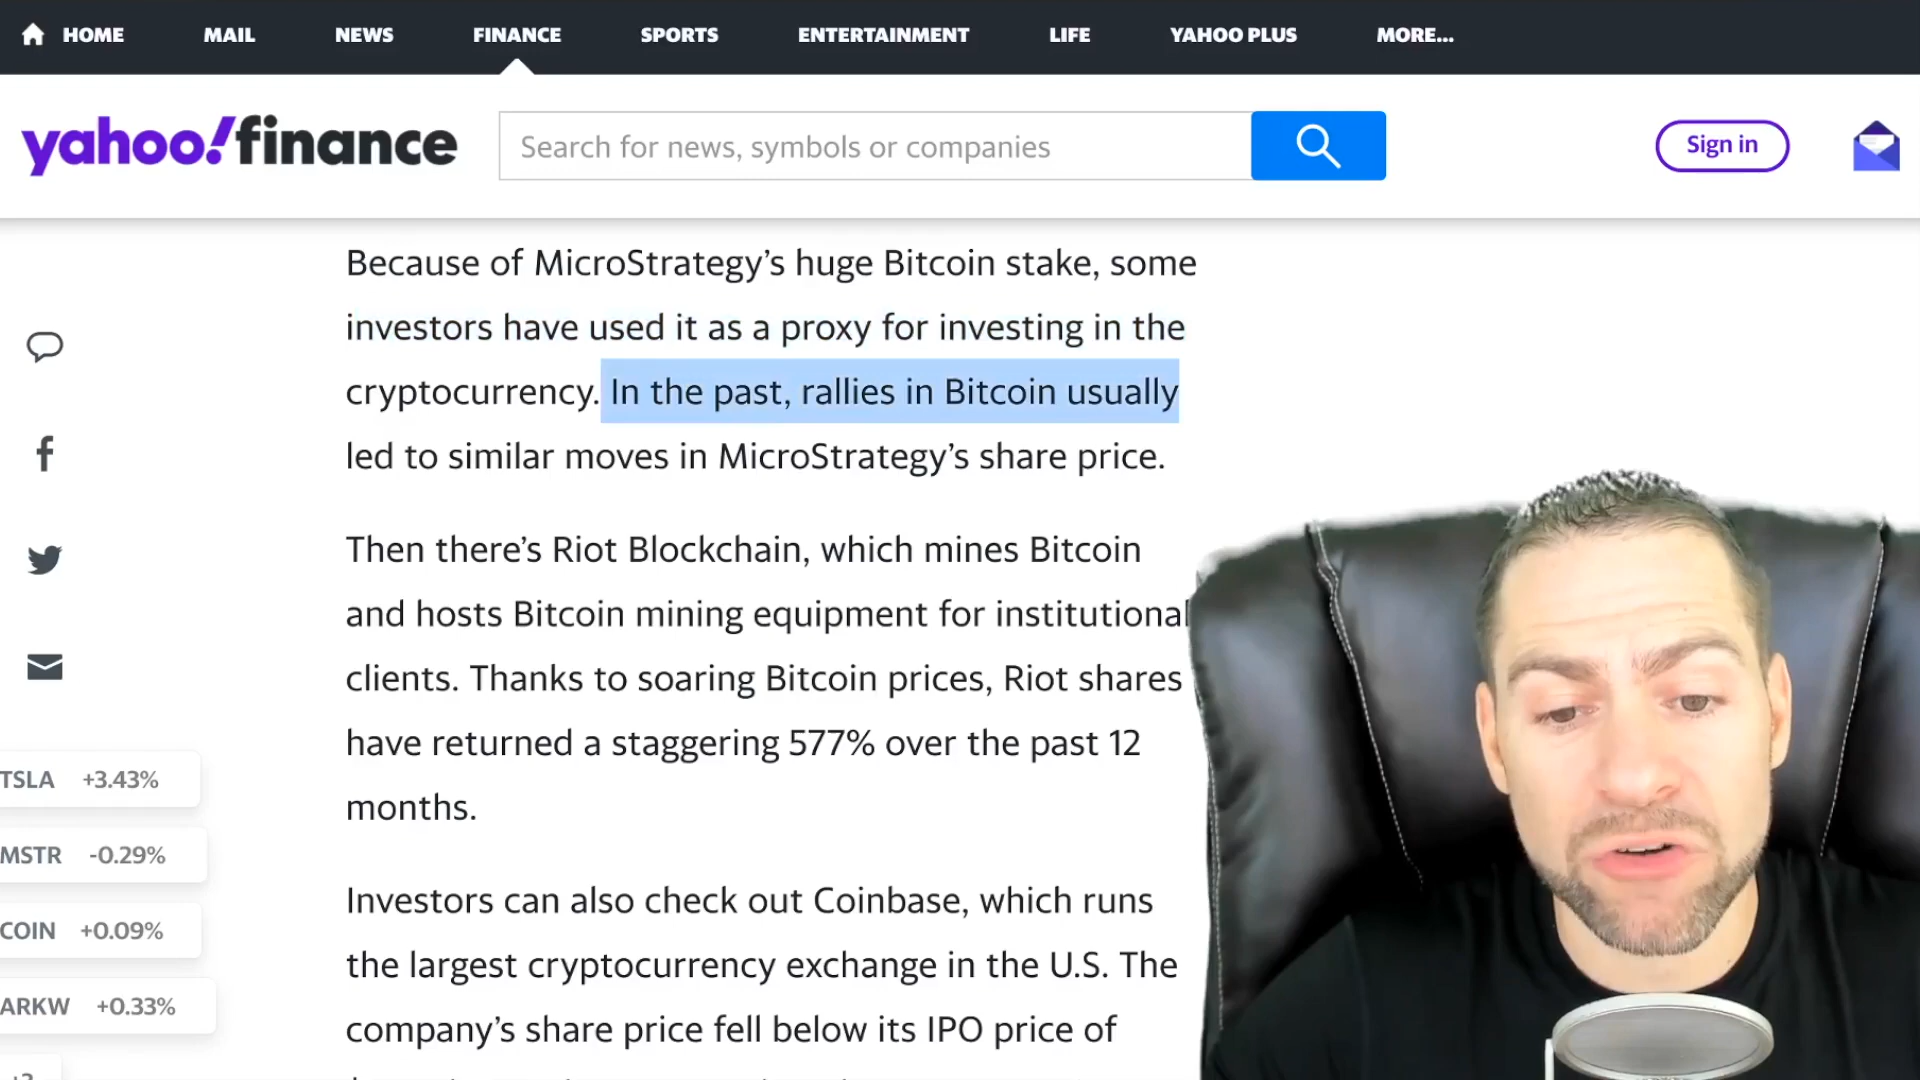 HOME MAIL NEWS FINANCE SPORTS ENTERTAINMENT LIFE YAHOO PLUS MORE...
yahoo!finance
Search for news, symbols or companies
Sign in
Because of MicroStrategy’s huge Bitcoin stake, some
investors have used it as a proxy for investing in the
cryptocurrency. In the past, rallies in Bitcoin usually
led to similar moves in MicroStrategy’s share price.
Then there’s Riot Blockchain, which mines Bitcoin
and hosts Bitcoin mining equipment for institutional
clients. Thanks to soaring Bitcoin prices, Riot shares
have returned a staggering 577% over the past 12
months.
Investors can also check out Coinbase, which runs
the largest cryptocurrency exchange in the U.S. The
company’s share price fell below its IPO price of
TSLA +3.43%
MSTR -0.29%
COIN +0.09%
ARKW +0.33%